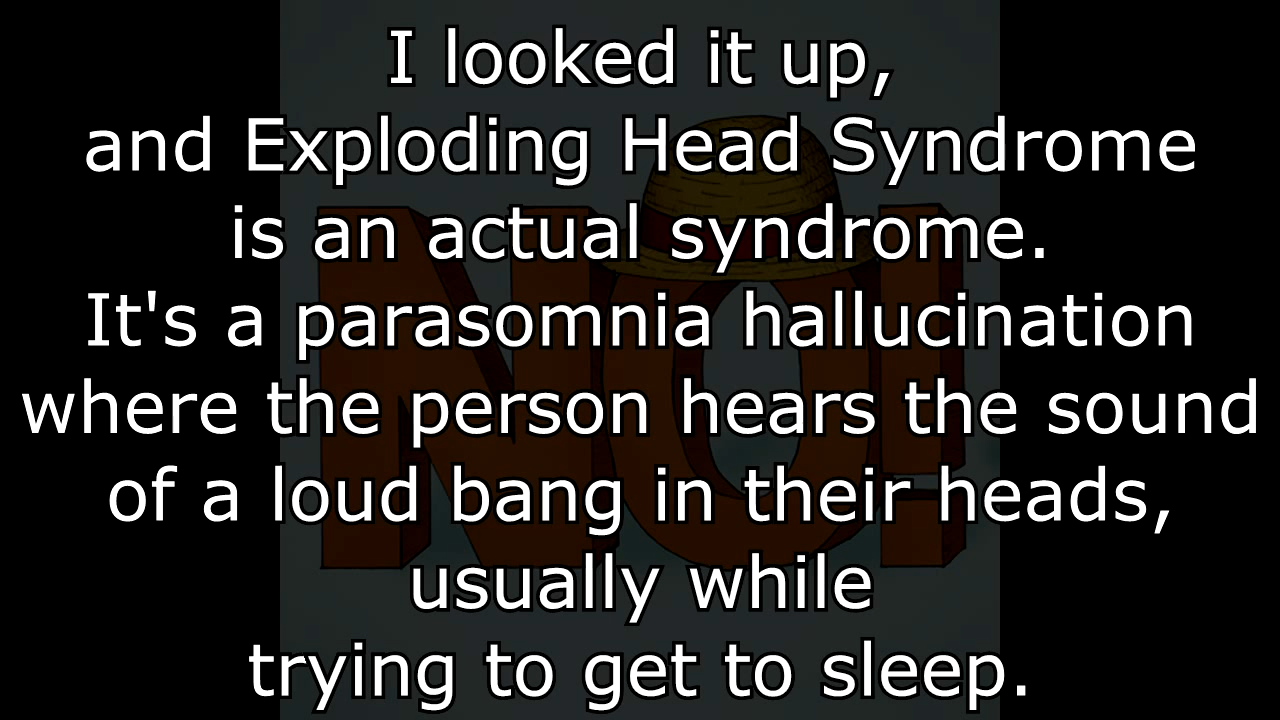 I looked it up,
and Exploding Head Syndrome
is an actual syndrome.
It's a parasomnia hallucination
where the person hears the sound
of a loud bang in their heads,
usually while
trying to get to sleep.
NO!